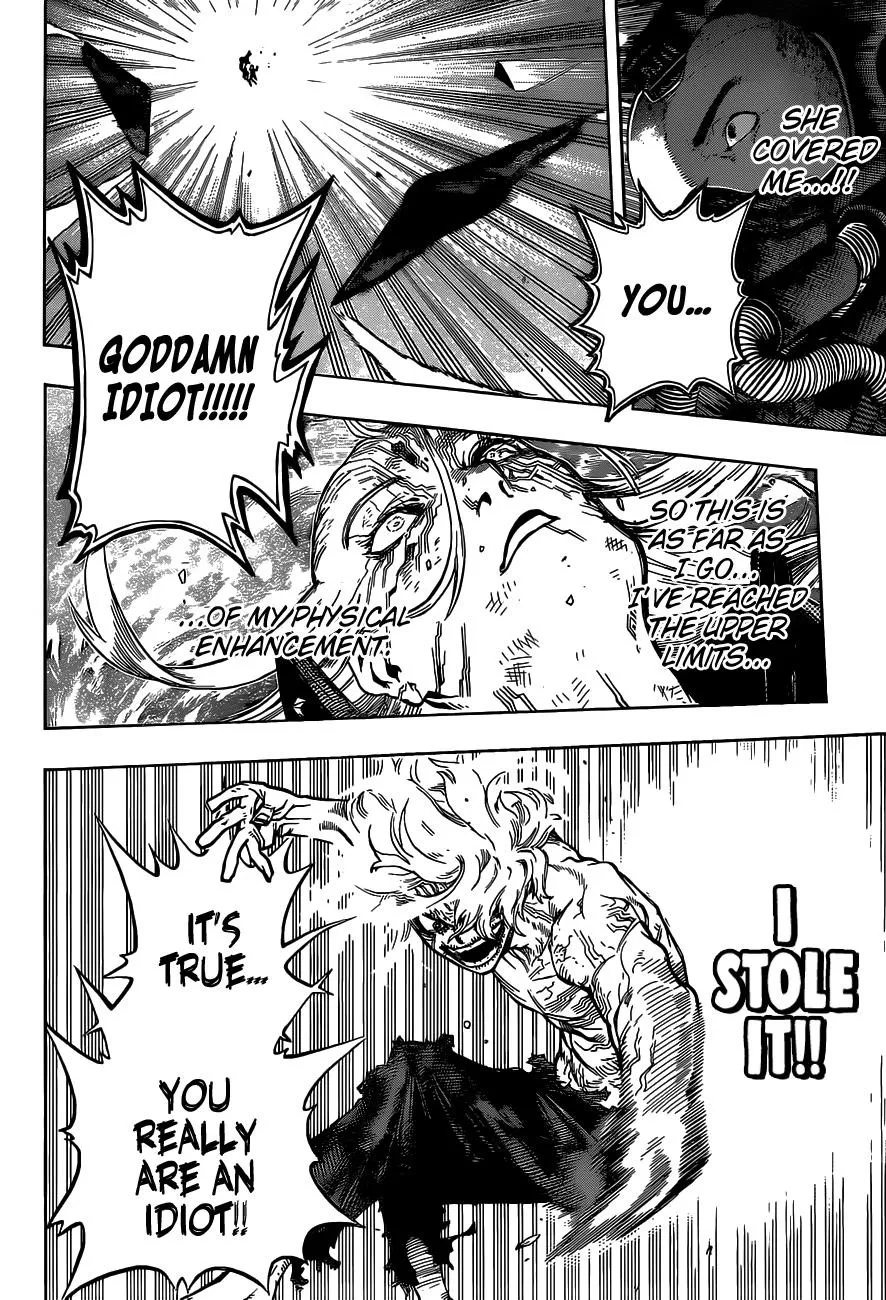 SHE
COVERED
ME...!!
YOU...
GODDAMN
IDIOT!!!!!
SO THIS IS
AS FAR AS
I GO...
I'VE REACHED
THE UPPER
LIMITS...
...OF MY PHYSICAL
ENHANCEMENT.
I
STOLE
IT!!
IT'S
TRUE...
YOU
REALLY
ARE AN
IDIOT!!